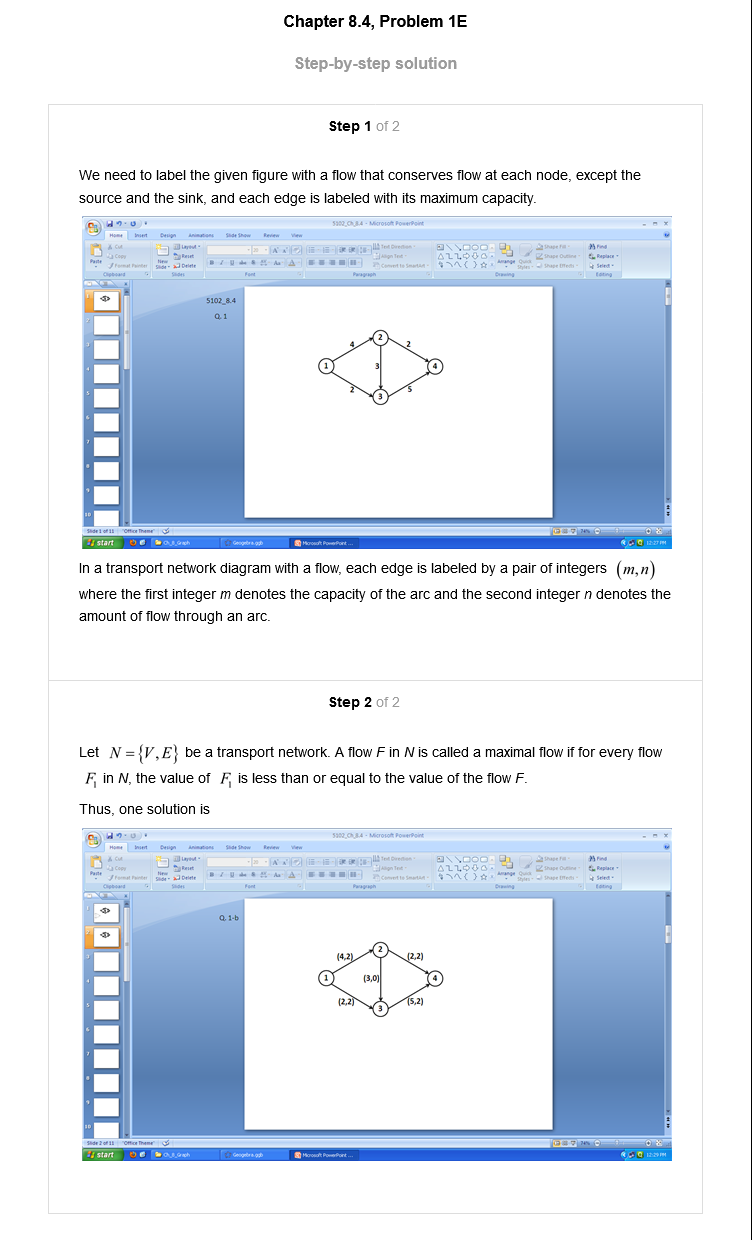 Chapter 8.4, Problem 1E
Step-by-step solution
Step 1 of 2
We need to label the given figure with a flow that conserves flow at each node, except the
source and the sink, and each edge is labeled with its maximum capacity.
5102_Ch_8.4 - Microsoft PowerPoint
Home Insert Design Animations Slide Show Review View
Cut
Copy
Format Painter
Paste
New Slide
Layout
Reset
Delete
Text Direction
Align Text
Convert to SmartArt
Arrange
Quick Styles
Shape Fill
Shape Outline
Shape Effects
Find
Replace
Select
Clipboard Slides Font Paragraph Drawing Editing
5102_8.4
Q. 1
4
2
2
1
3
4
2
5
3
Slide 1 of 11 "Office Theme" 74%
start Ch_8_Graph Geogebra.ggb Microsoft PowerPoint ... 12:27 PM
In a transport network diagram with a flow, each edge is labeled by a pair of integers (m,n)
where the first integer m denotes the capacity of the arc and the second integer n denotes the
amount of flow through an arc.
Step 2 of 2
Let N = {V, E} be a transport network. A flow F in N is called a maximal flow if for every flow
F₁ in N, the value of F₁ is less than or equal to the value of the flow F.
Thus, one solution is
5102_Ch_8.4 - Microsoft PowerPoint
Home Insert Design Animations Slide Show Review View
Cut
Copy
Format Painter
Paste
New Slide
Layout
Reset
Delete
Text Direction
Align Text
Convert to SmartArt
Arrange
Quick Styles
Shape Fill
Shape Outline
Shape Effects
Find
Replace
Select
Clipboard Slides Font Paragraph Drawing Editing
Q. 1-b
2
(4,2) (2,2)
1 (3,0) 4
(2,2) (5,2)
3
Slide 2 of 11 "Office Theme" 74%
start Ch_8_Graph Geogebra.ggb Microsoft PowerPoint ... 12:29 PM